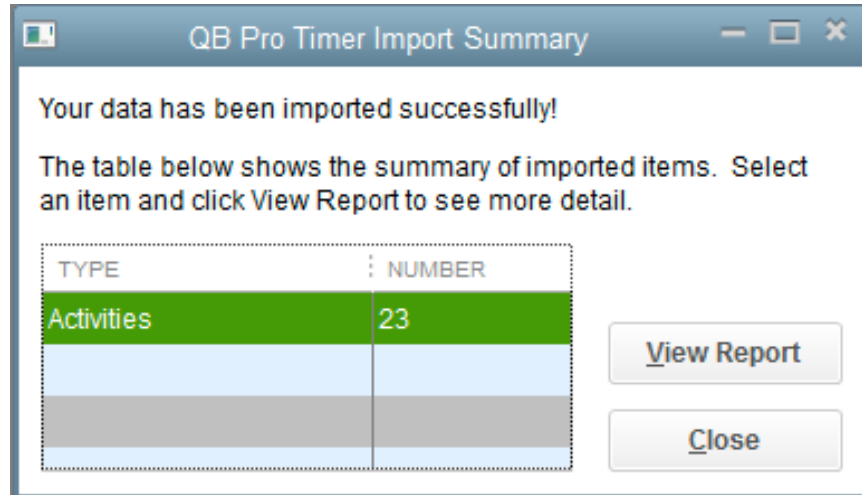 QB Pro Timer Import Summary
Your data has been imported successfully!
The table below shows the summary of imported items.  Select
an item and click View Report to see more detail.
TYPE NUMBER
Activities 23
View Report
Close